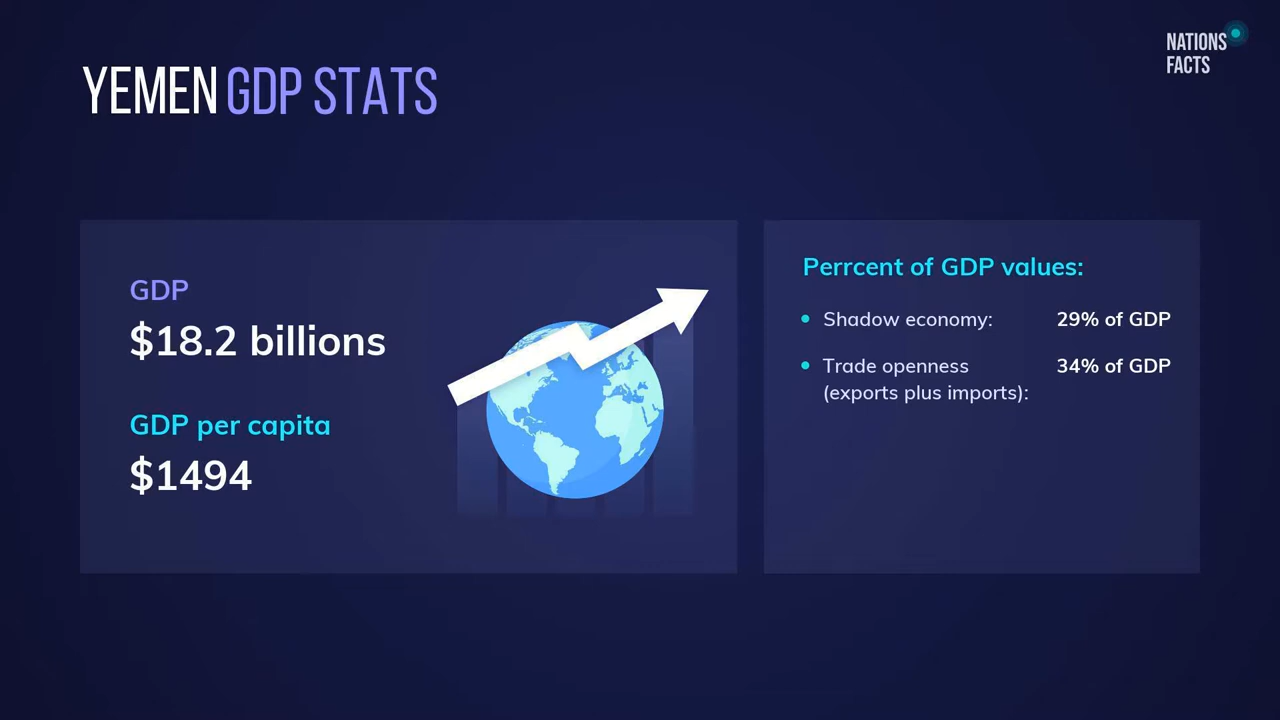 NATIONS
FACTS
YEMEN GDP STATS
GDP
$18.2 billions
GDP per capita
$1494
Perrcent of GDP values:
Shadow economy: 29% of GDP
Trade openness 34% of GDP
(exports plus imports):